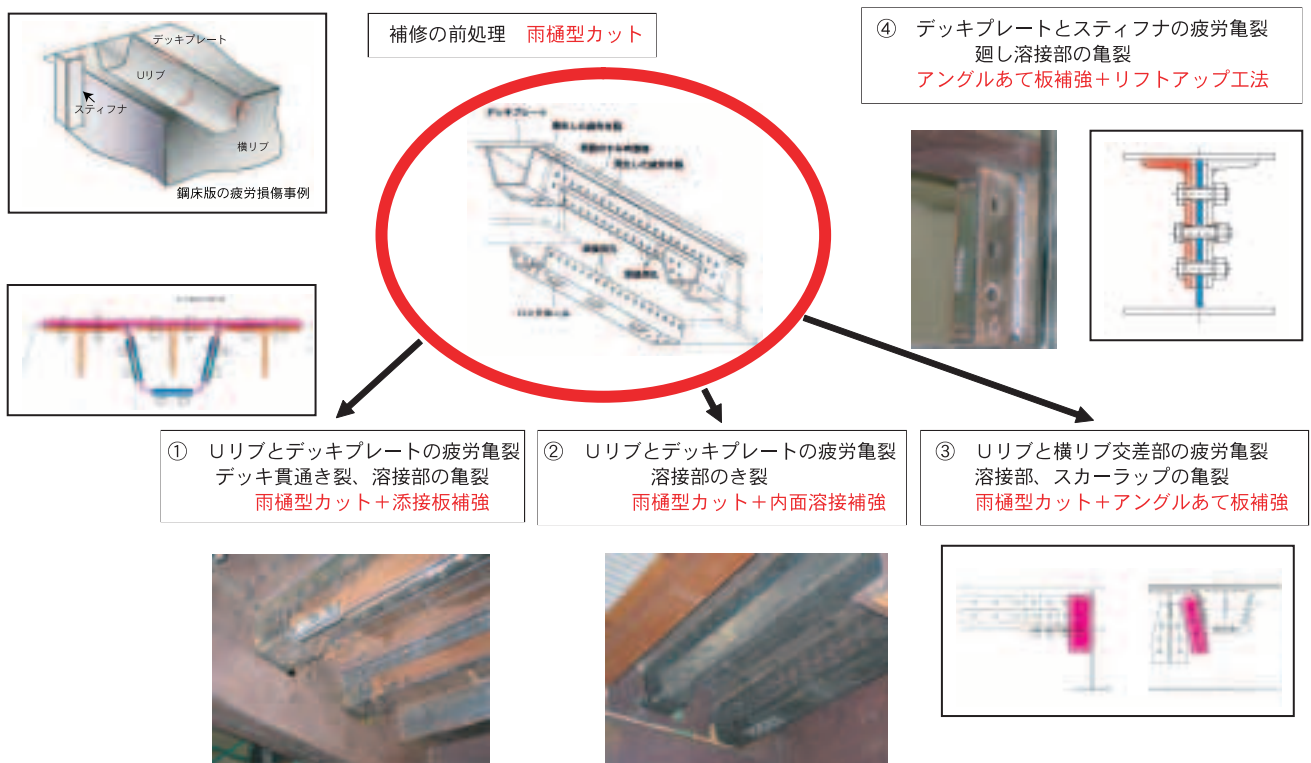 デッキプレート
Uリブ
スティフナ
横リブ
鋼床版の疲労損傷事例
補修の前処理　雨樋型カット
④　デッキプレートとスティフナの疲労亀裂
廻し溶接部の亀裂
アングルあて板補強＋リフトアップ工法
デッキプレート
①　Uリブとデッキプレートの疲労亀裂
デッキ貫通き裂、溶接部の亀裂
雨樋型カット＋添接板補強
②　Uリブとデッキプレートの疲労亀裂
溶接部のき裂
雨樋型カット＋内面溶接補強
③　Uリブと横リブ交差部の疲労亀裂
溶接部、スカーラップの亀裂
雨樋型カット＋アングルあて板補強